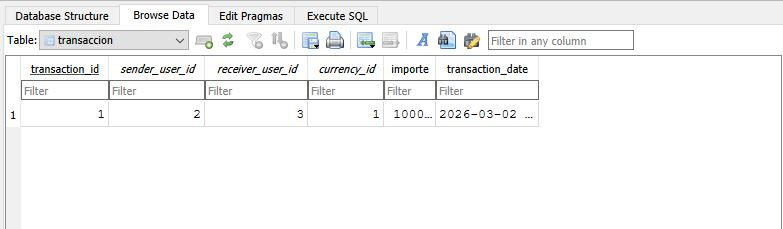 Database Structure Browse Data Edit Pragmas Execute SQL
Table: transaccion Filter in any column
transaction_id sender_user_id receiver_user_id currency_id importe transaction_date
Filter Filter Filter Filter Filter Filter
1 1 2 3 1 1000... 2026-03-02 ...